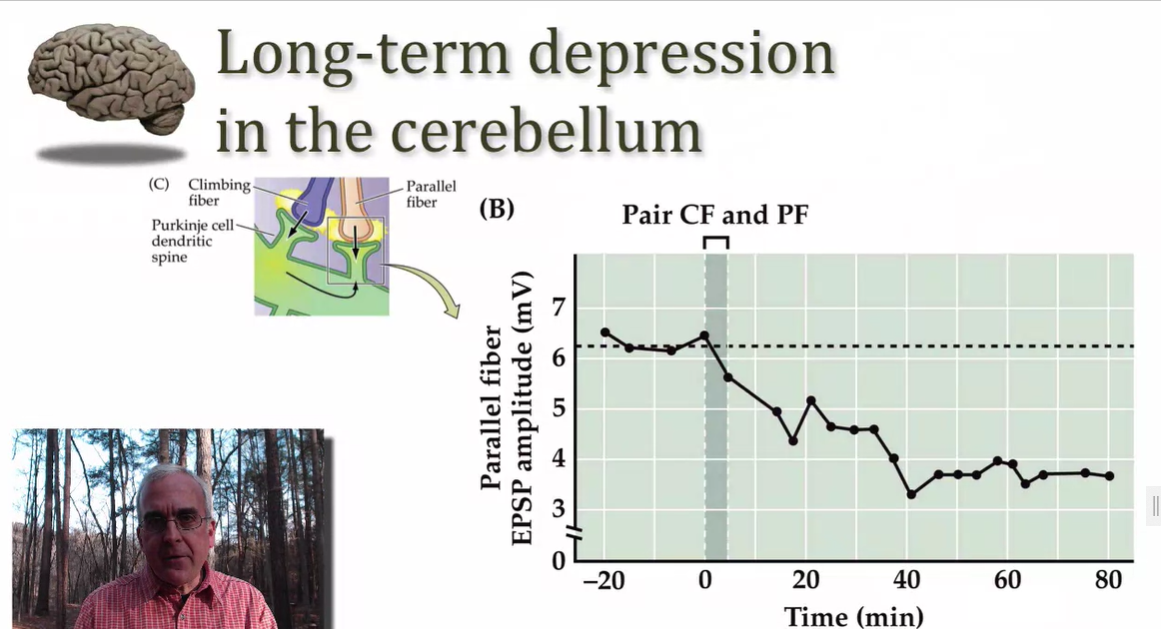 Long-term depression
in the cerebellum
(C)
Climbing
fiber
Parallel
fiber
Purkinje cell
dendritic
spine
(B)
Pair CF and PF
Parallel fiber
EPSP amplitude (mV)
7
6
5
4
3
0
–20 0 20 40 60 80
Time (min)